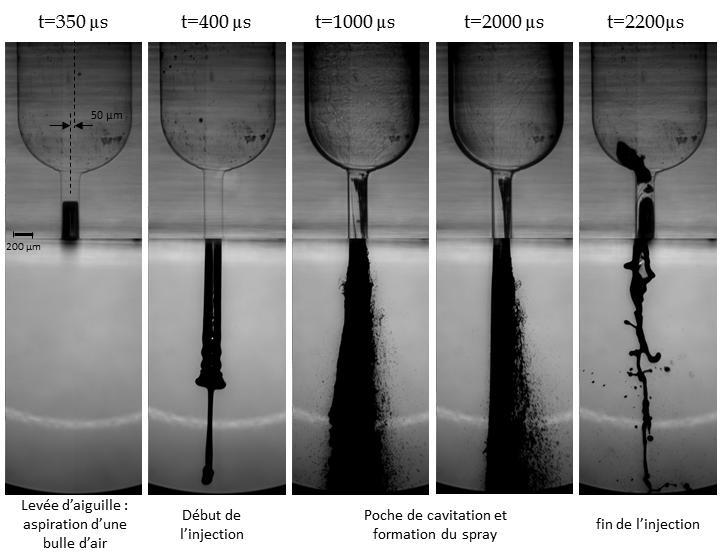 t=350 µs
t=400 µs
t=1000 µs
t=2000 µs
t=2200µs
50 µm
200 µm
Levée d’aiguille :
aspiration d’une
bulle d’air
Début de
l’injection
Poche de cavitation et
formation du spray
fin de l’injection